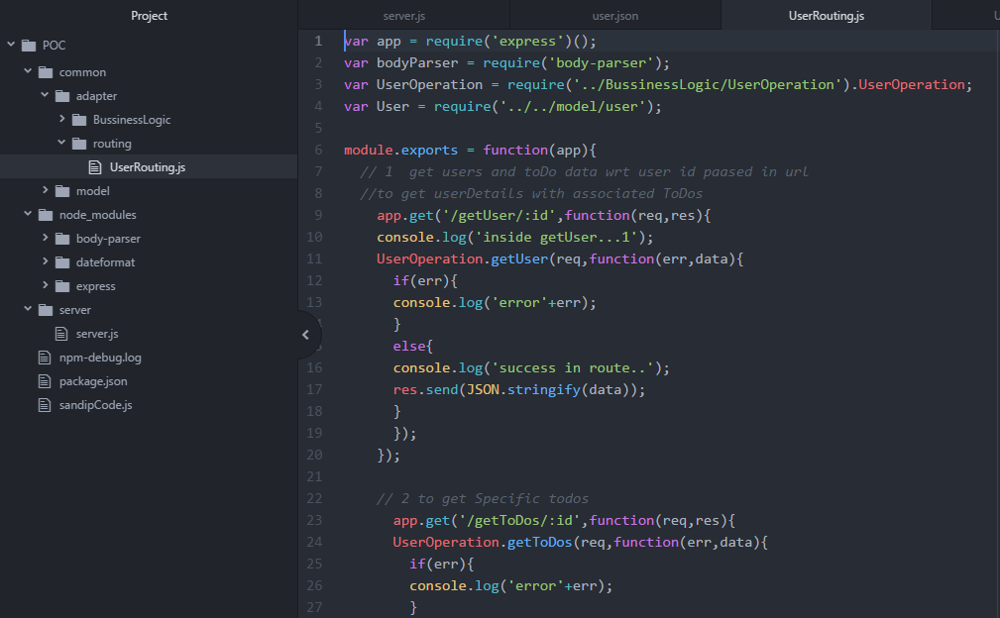 Project
server.js
user.json
UserRouting.js
U
POC
common
adapter
BussinessLogic
routing
UserRouting.js
model
node_modules
body-parser
dateformat
express
server
server.js
npm-debug.log
package.json
sandipCode.js
1 var app = require('express')();
2 var bodyParser = require('body-parser');
3 var UserOperation = require('../BussinessLogic/UserOperation').UserOperation;
4 var User = require('../../model/user');
5
6 module.exports = function(app){
7 // 1  get users and toDo data wrt user id paased in url
8 //to get userDetails with associated ToDos
9 app.get('/getUser/:id',function(req,res){
10 console.log('inside getUser...1');
11 UserOperation.getUser(req,function(err,data){
12 if(err){
13 console.log('error'+err);
}
else{
16 console.log('success in route..');
17 res.send(JSON.stringify(data));
18 }
19 });
20 });
21
22 // 2 to get Specific todos
23 app.get('/getToDos/:id',function(req,res){
24 UserOperation.getToDos(req,function(err,data){
25 if(err){
26 console.log('error'+err);
27 }